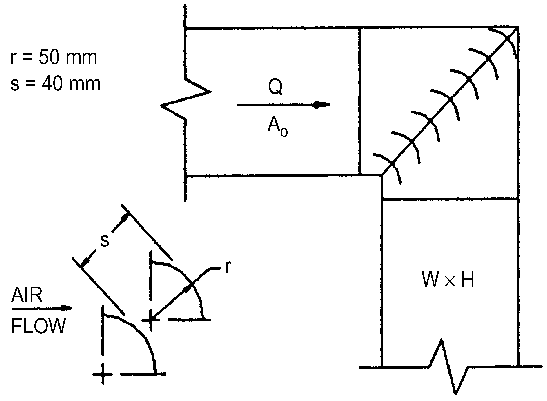 r = 50 mm
s = 40 mm
Q
A₀
s
r
AIR
FLOW
W × H